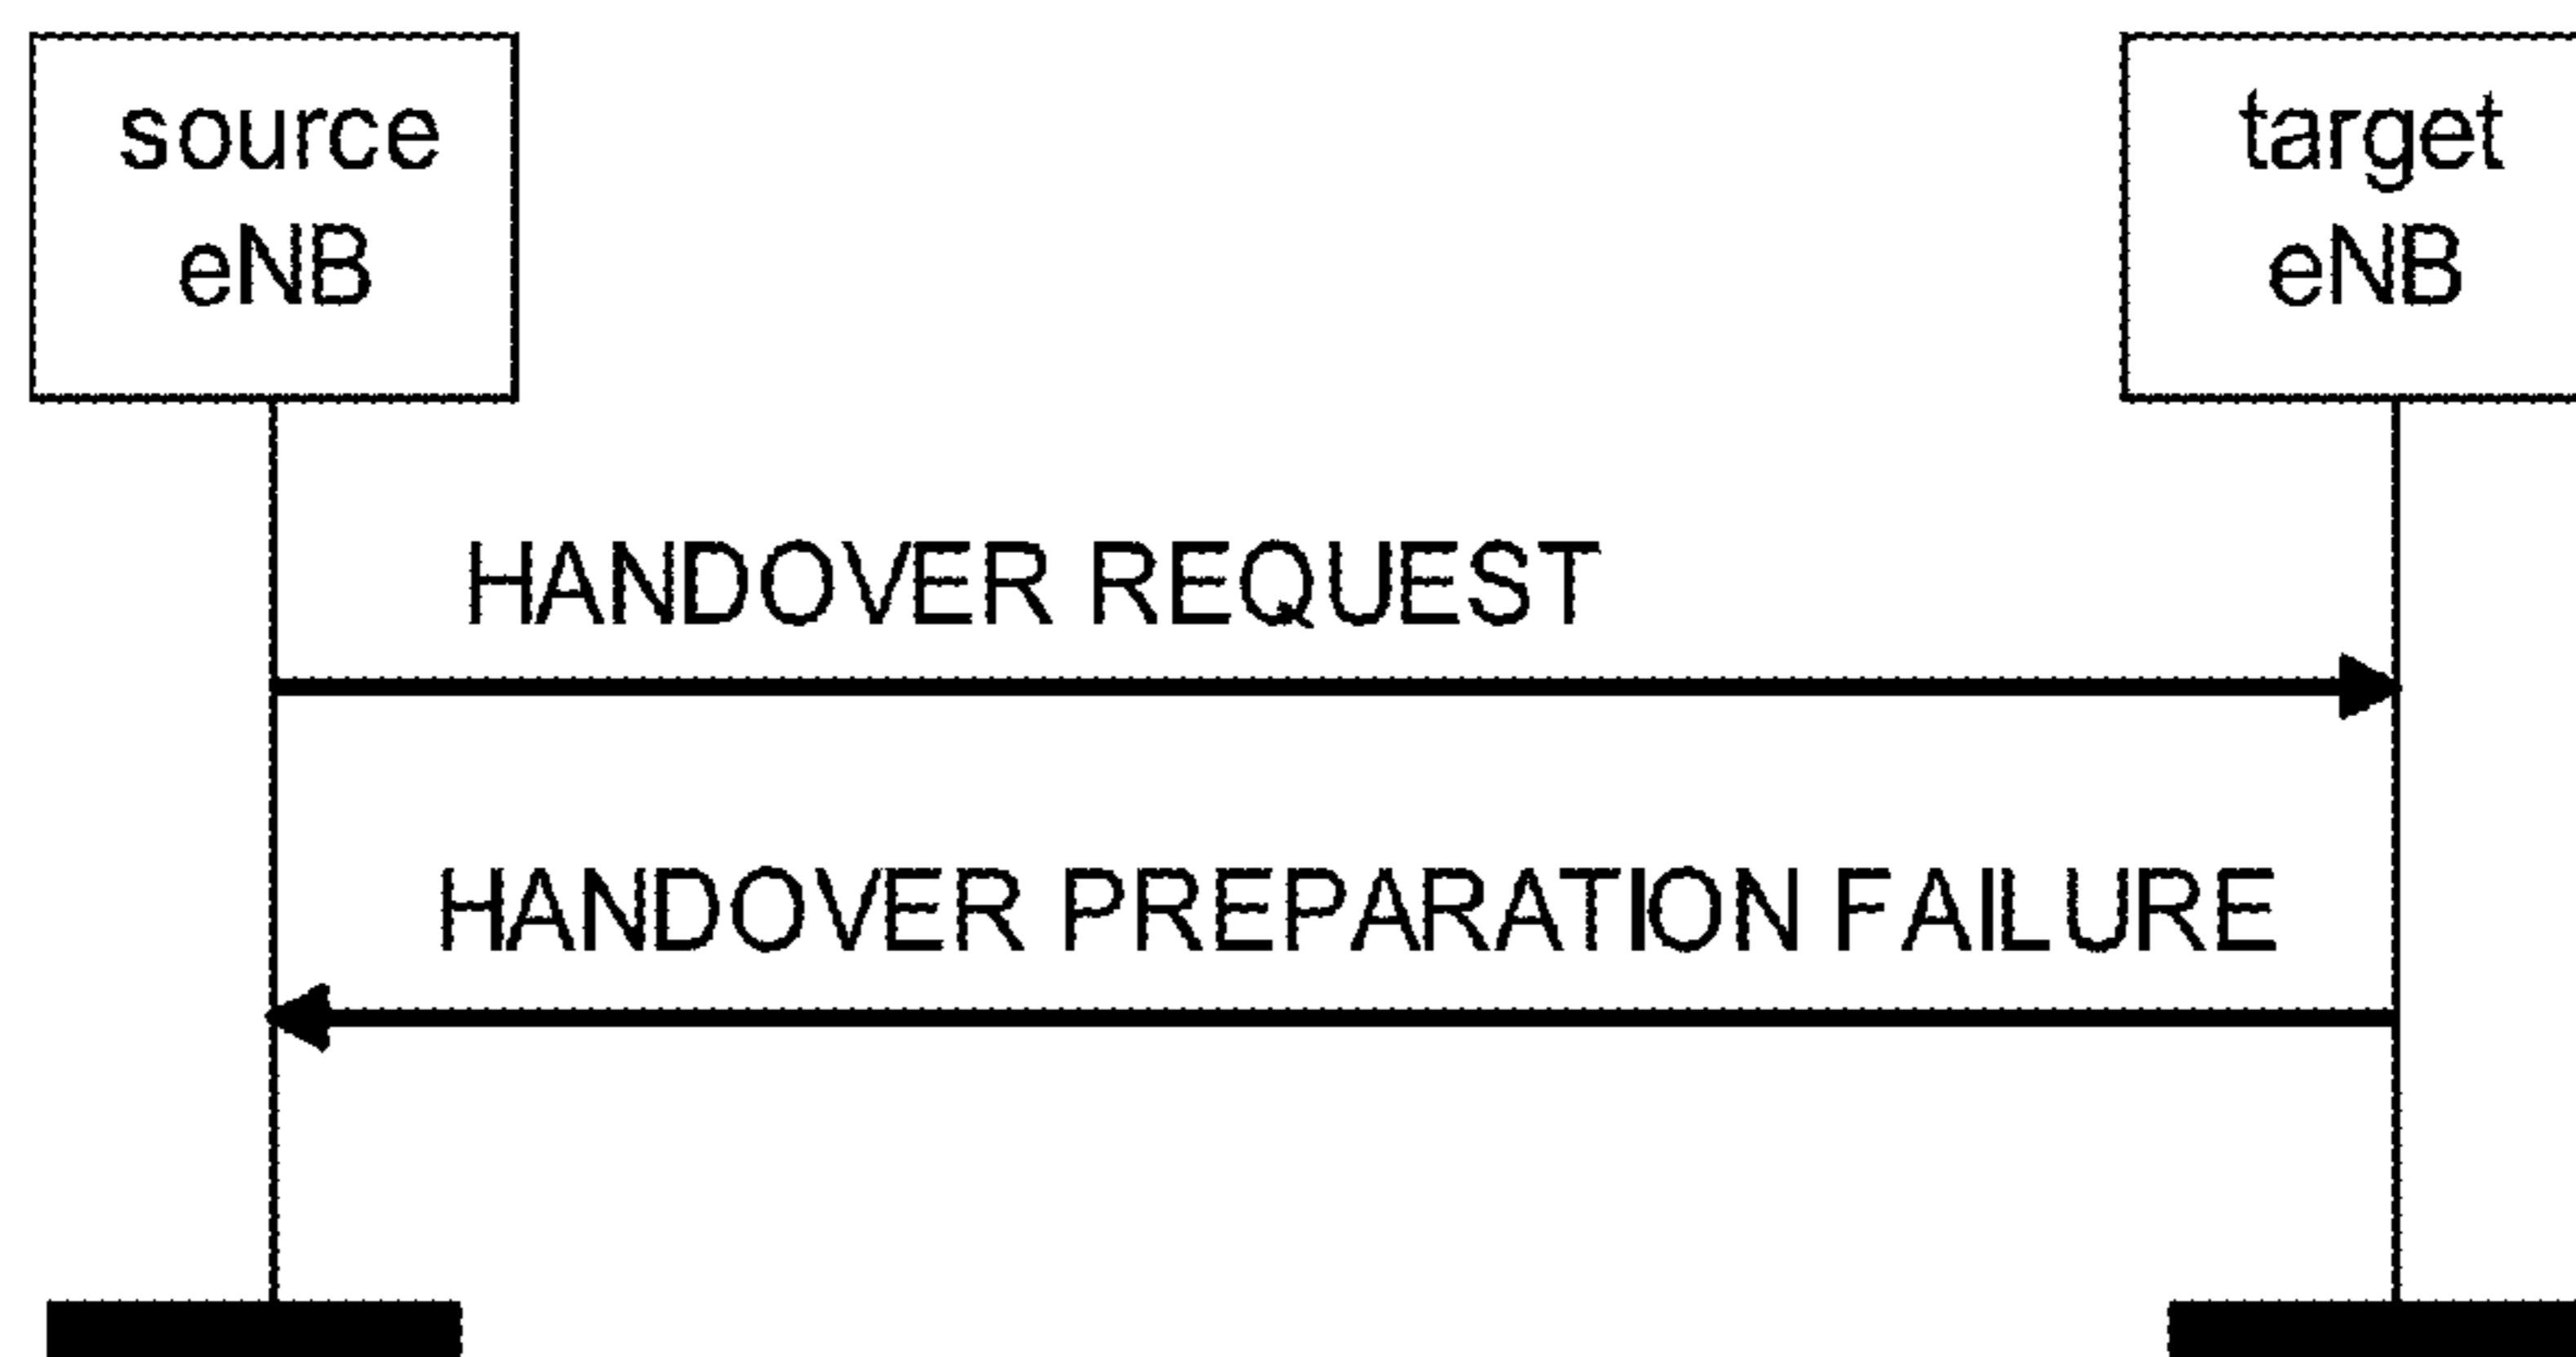 source
eNB
target
eNB
HANDOVER REQUEST
HANDOVER PREPARATION FAILURE